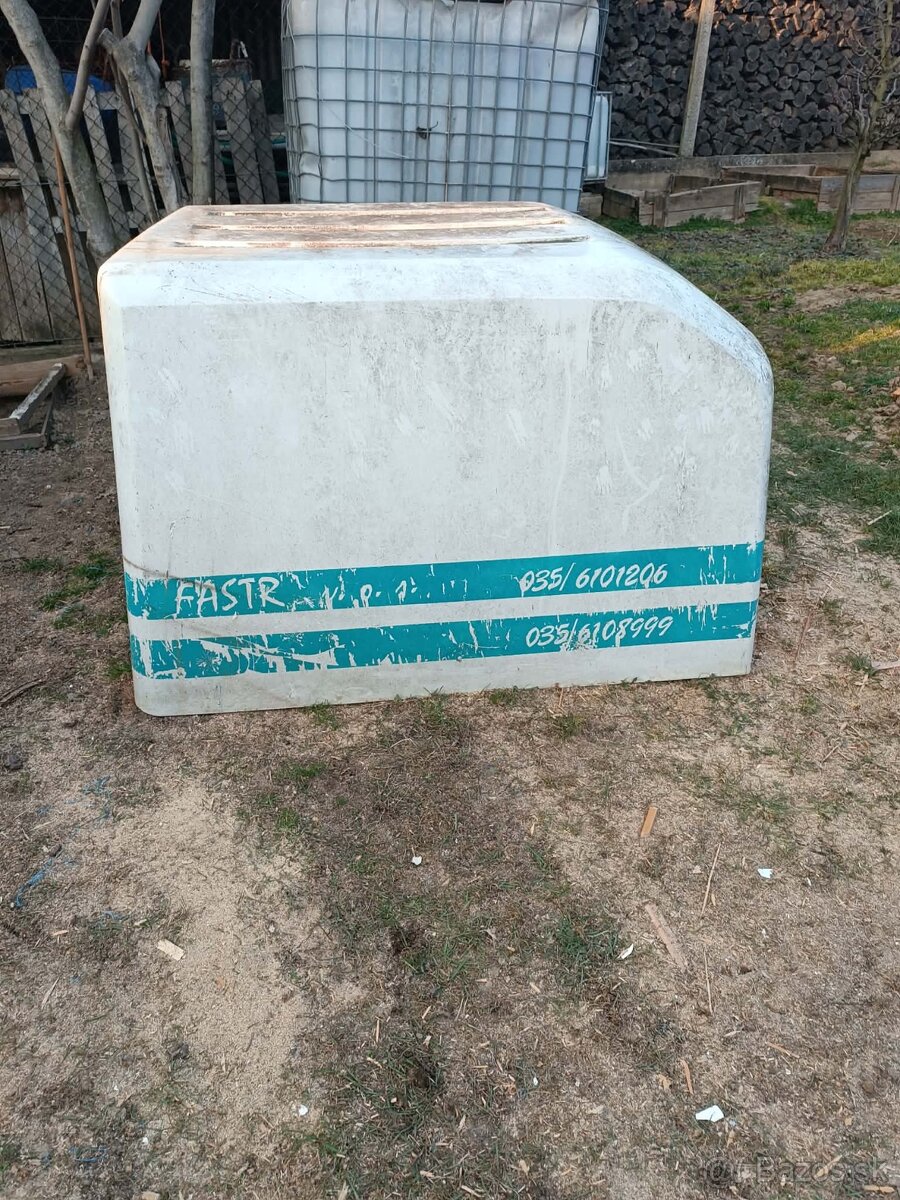 FASTR v. o. s. 035/6101206
035/6108999
@ Bazos.sk